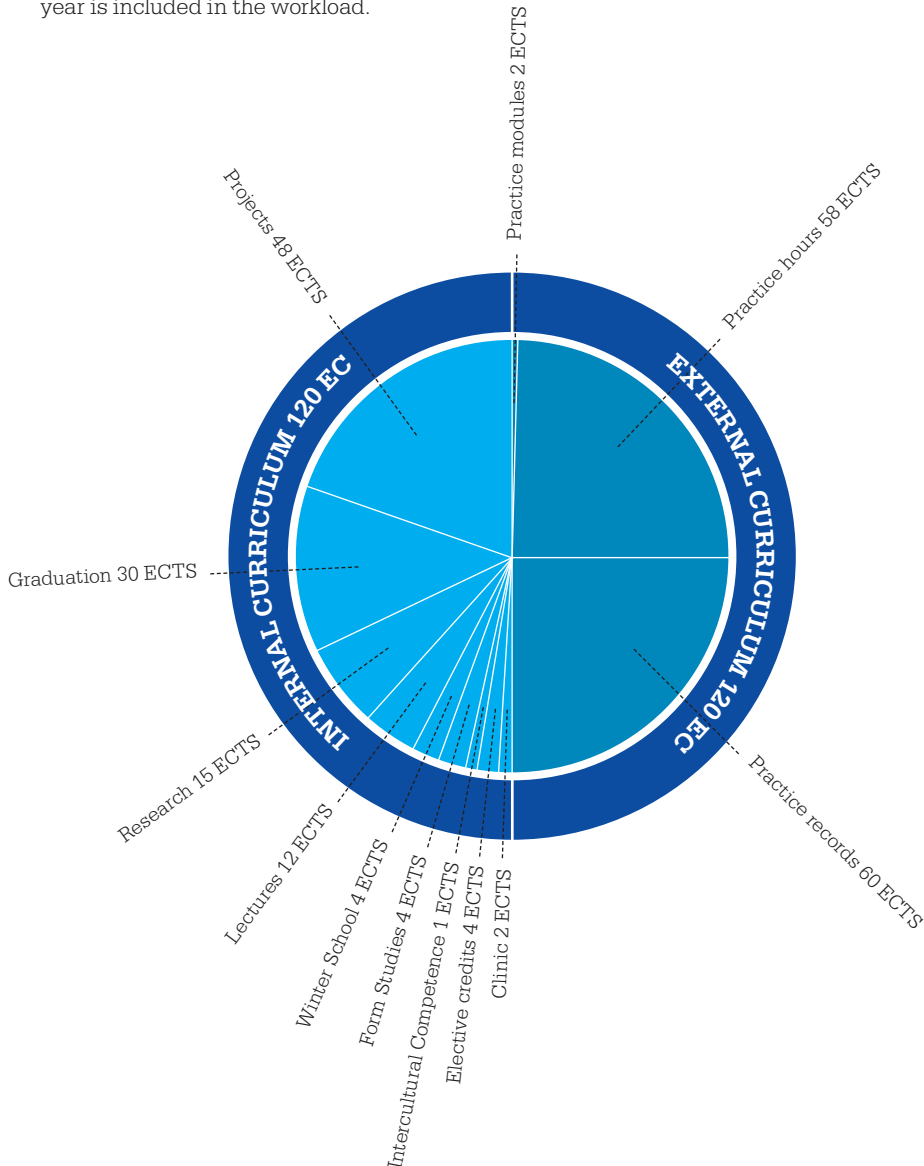 year is included in the workload.
Practice modules 2 ECTS
Practice hours 58 ECTS
Projects 48 ECTS
INTERNAL CURRICULUM 120 EC
EXTERNAL CURRICULUM 120 EC
Graduation 30 ECTS
Research 15 ECTS
Lectures 12 ECTS
Winter School 4 ECTS
Form Studies 4 ECTS
Intercultural Competence 1 ECTS
Elective credits 4 ECTS
Clinic 2 ECTS
Practice records 60 ECTS